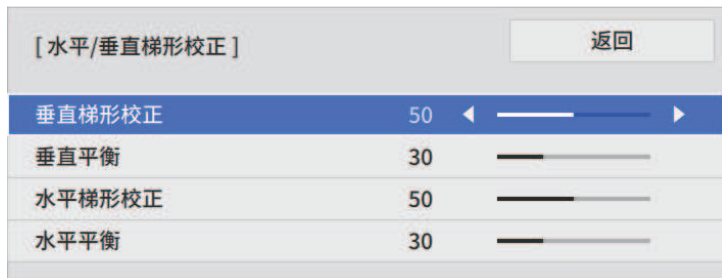 [ 水平/垂直梯形校正 ]
返回
垂直梯形校正 50
垂直平衡 30
水平梯形校正 50
水平平衡 30